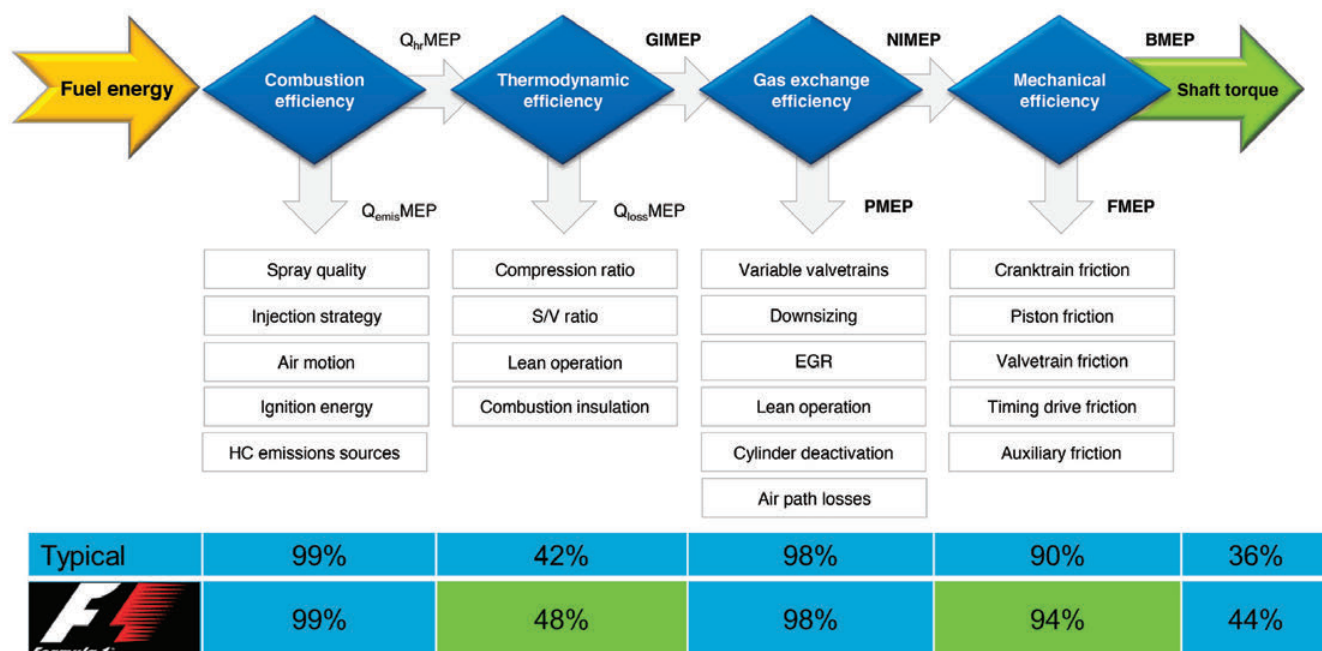 Fuel energy
Combustion
efficiency
QhrMEP
Thermodynamic
efficiency
GIMEP
Gas exchange
efficiency
NIMEP
Mechanical
efficiency
BMEP
Shaft torque
QemisMEP
QlossMEP
PMEP
FMEP
Spray quality
Injection strategy
Air motion
Ignition energy
HC emissions sources
Compression ratio
S/V ratio
Lean operation
Combustion insulation
Variable valvetrains
Downsizing
EGR
Lean operation
Cylinder deactivation
Air path losses
Cranktrain friction
Piston friction
Valvetrain friction
Timing drive friction
Auxiliary friction
Typical 99% 42% 98% 90% 36%
F1 99% 48% 98% 94% 44%
Formula 1